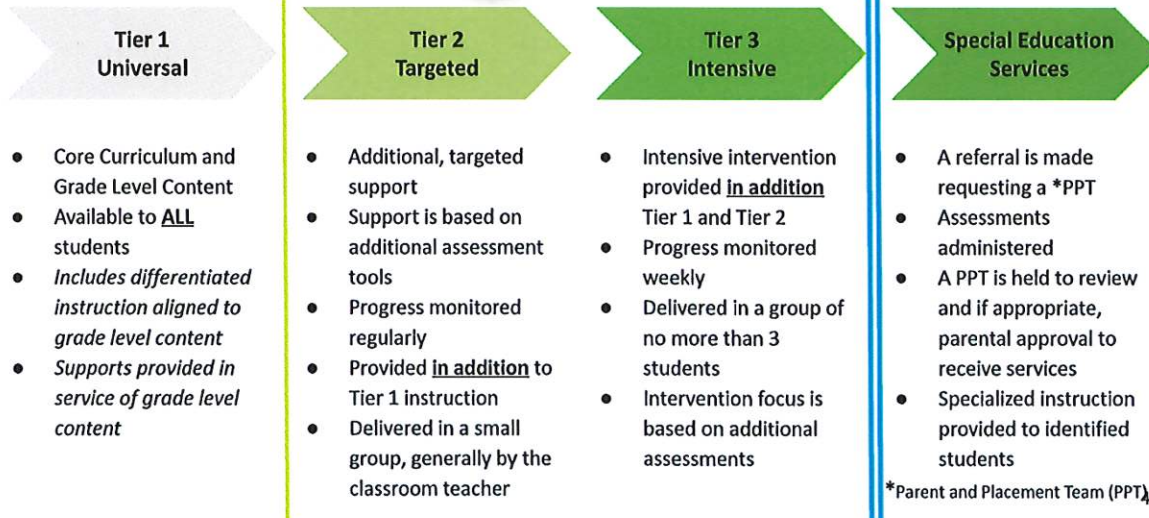 Tier 1
Universal
• Core Curriculum and
Grade Level Content
• Available to ALL
students
• Includes differentiated
instruction aligned to
grade level content
• Supports provided in
service of grade level
content
Tier 2
Targeted
• Additional, targeted
support
• Support is based on
additional assessment
tools
• Progress monitored
regularly
• Provided in addition to
Tier 1 instruction
• Delivered in a small
group, generally by the
classroom teacher
Tier 3
Intensive
• Intensive intervention
provided in addition
Tier 1 and Tier 2
• Progress monitored
weekly
• Delivered in a group of
no more than 3
students
• Intervention focus is
based on additional
assessments
Special Education
Services
• A referral is made
requesting a *PPT
• Assessments
administered
• A PPT is held to review
and if appropriate,
parental approval to
receive services
• Specialized instruction
provided to identified
students
*Parent and Placement Team (PPT)